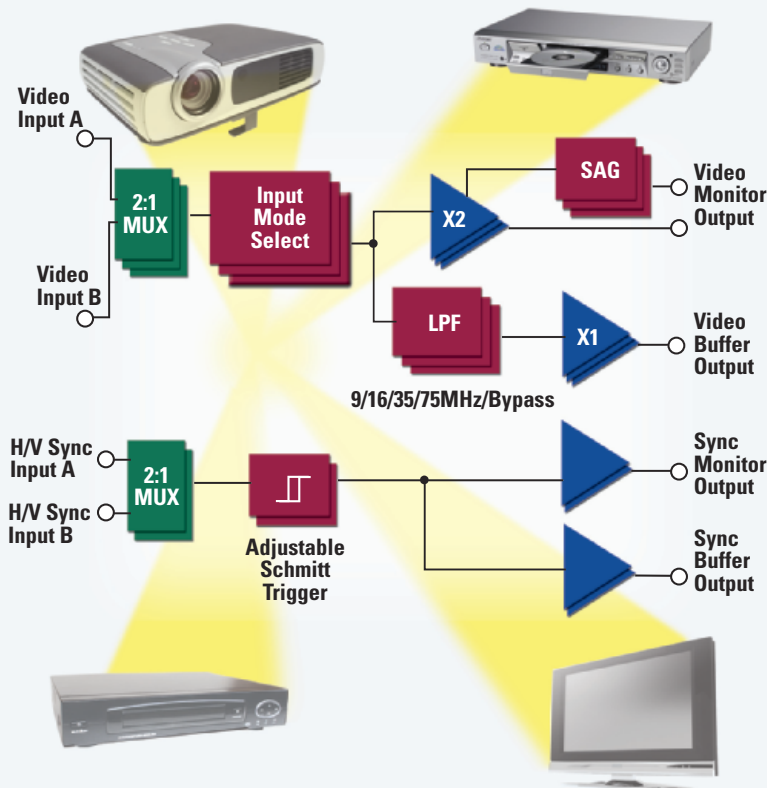 Video
Input A
2:1
MUX
Input
Mode
Select
X2
SAG
Video
Monitor
Output
Video
Input B
LPF
X1
Video
Buffer
Output
9/16/35/75MHz/Bypass
H/V Sync
Input A
2:1
MUX
H/V Sync
Input B
Adjustable
Schmitt
Trigger
Sync
Monitor
Output
Sync
Buffer
Output